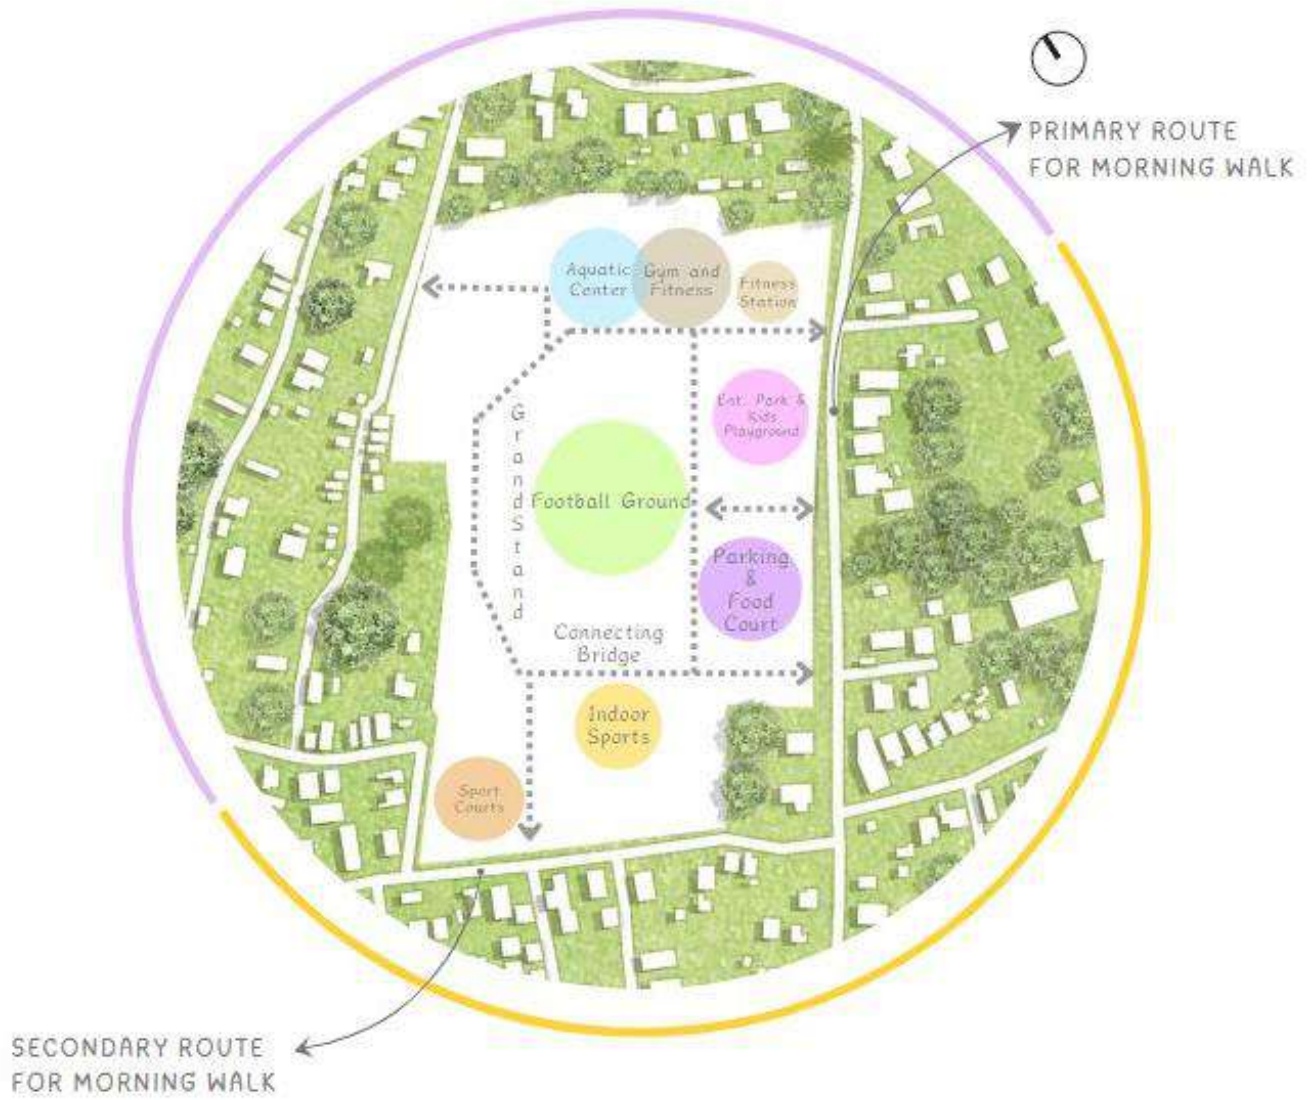 PRIMARY ROUTE
FOR MORNING WALK
Aquatic
Center
Gym and
Fitness
Fitness
Station
Ent. Park &
Kids
Playground
GrandStand
Football Ground
Parking
&
Food
Court
Connecting
Bridge
Indoor
Sports
Sport
Courts
SECONDARY ROUTE
FOR MORNING WALK